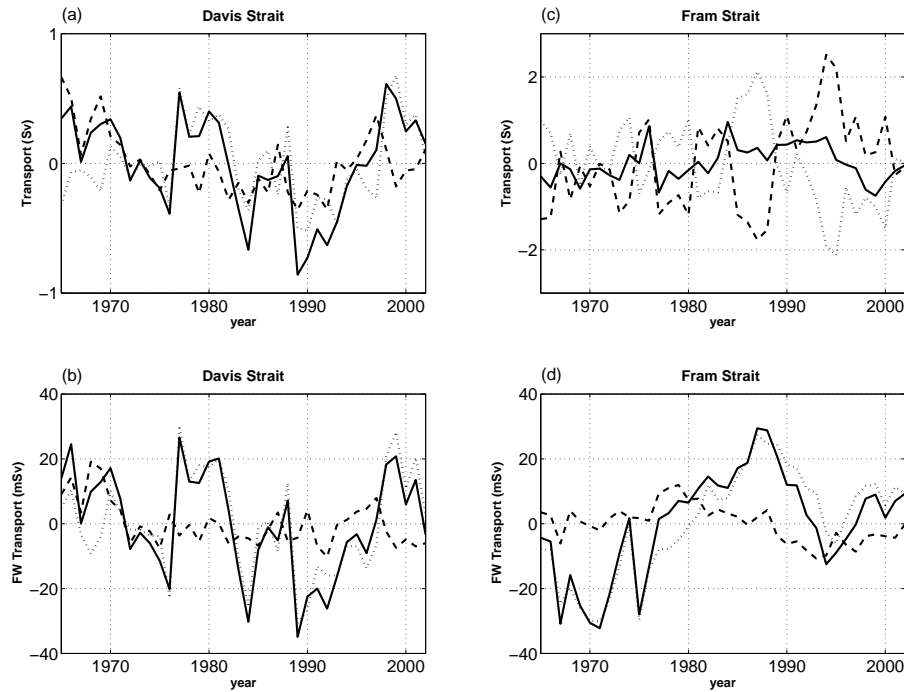 (a)
Davis Strait
Transport (Sv)
1
0
−1
1970
1980
1990
2000
year
(c)
Fram Strait
Transport (Sv)
2
0
−2
1970
1980
1990
2000
year
(b)
Davis Strait
FW Transport (mSv)
40
20
0
−20
−40
1970
1980
1990
2000
year
(d)
Fram Strait
FW Transport (mSv)
40
20
0
−20
−40
1970
1980
1990
2000
year